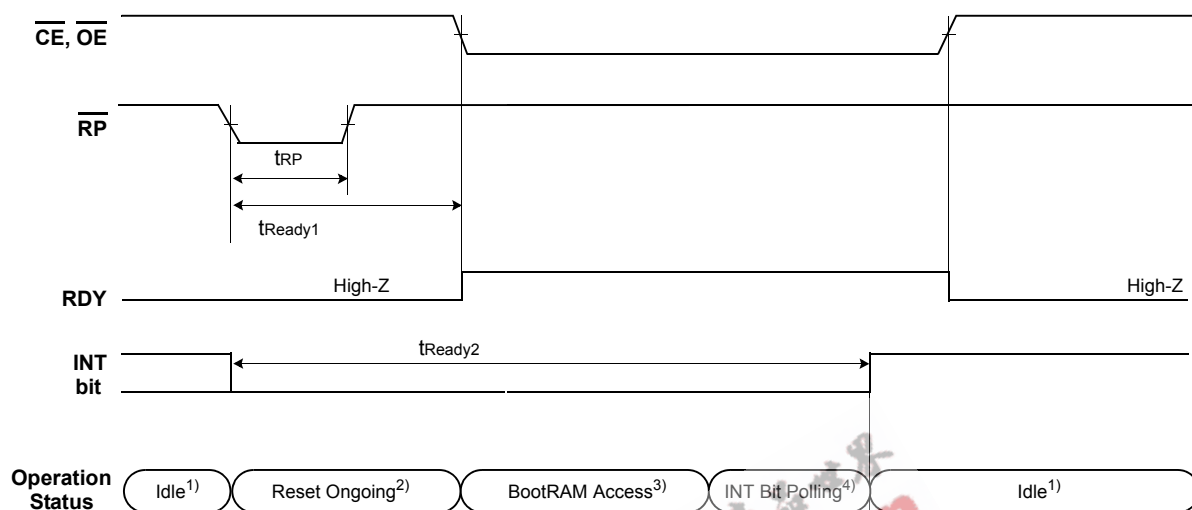 CE, OE
RP
tRP
tReady1
High-Z
High-Z
RDY
tReady2
INT
bit
Operation
Status
Idle1)
Reset Ongoing2)
BootRAM Access3)
INT Bit Polling4)
Idle1)